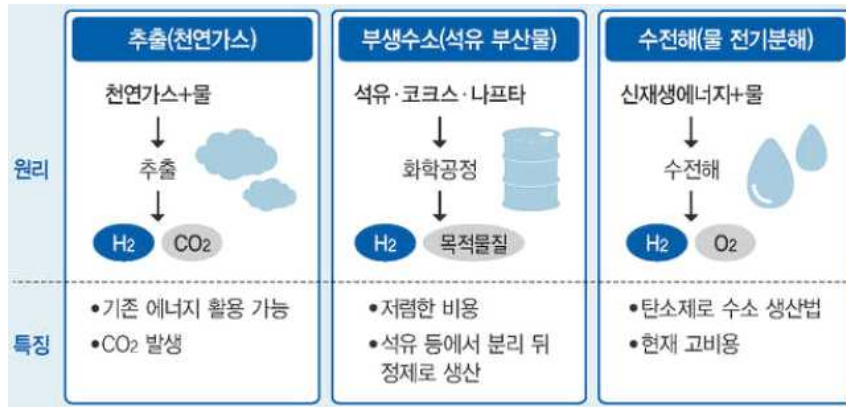 추출(천연가스)
부생수소(석유 부산물)
수전해(물 전기분해)
원리
천연가스+물
추출
H2 CO2
석유·코크스·나프타
화학공정
H2 목적물질
신재생에너지+물
수전해
H2 O2
특징
•기존 에너지 활용 가능
•CO2 발생
•저렴한 비용
•석유 등에서 분리 뒤
정제로 생산
•탄소제로 수소 생산법
•현재 고비용